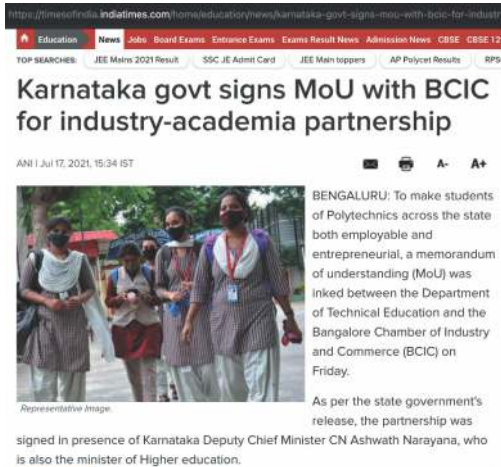 https://timesofindia.indiatimes.com/home/education/news/karnataka-govt-signs-mou-with-bcic-for-industr
Education News Jobs Board Exams Entrance Exams Exams Result News Admission News CBSE CBSE 12
TOP SEARCHES: JEE Mains 2021 Result SSC JE Admit Card JEE Main toppers AP Polycet Results RPS
Karnataka govt signs MoU with BCIC
for industry-academia partnership
ANI | Jul 17, 2021, 15:34 IST
A- A+
BENGALURU: To make students
of Polytechnics across the state
both employable and
entrepreneurial, a memorandum
of understanding (MoU) was
inked between the Department
of Technical Education and the
Bangalore Chamber of Industry
and Commerce (BCIC) on
Friday.
Representative Image.
As per the state government's
release, the partnership was
signed in presence of Karnataka Deputy Chief Minister CN Ashwath Narayana, who
is also the minister of Higher education.